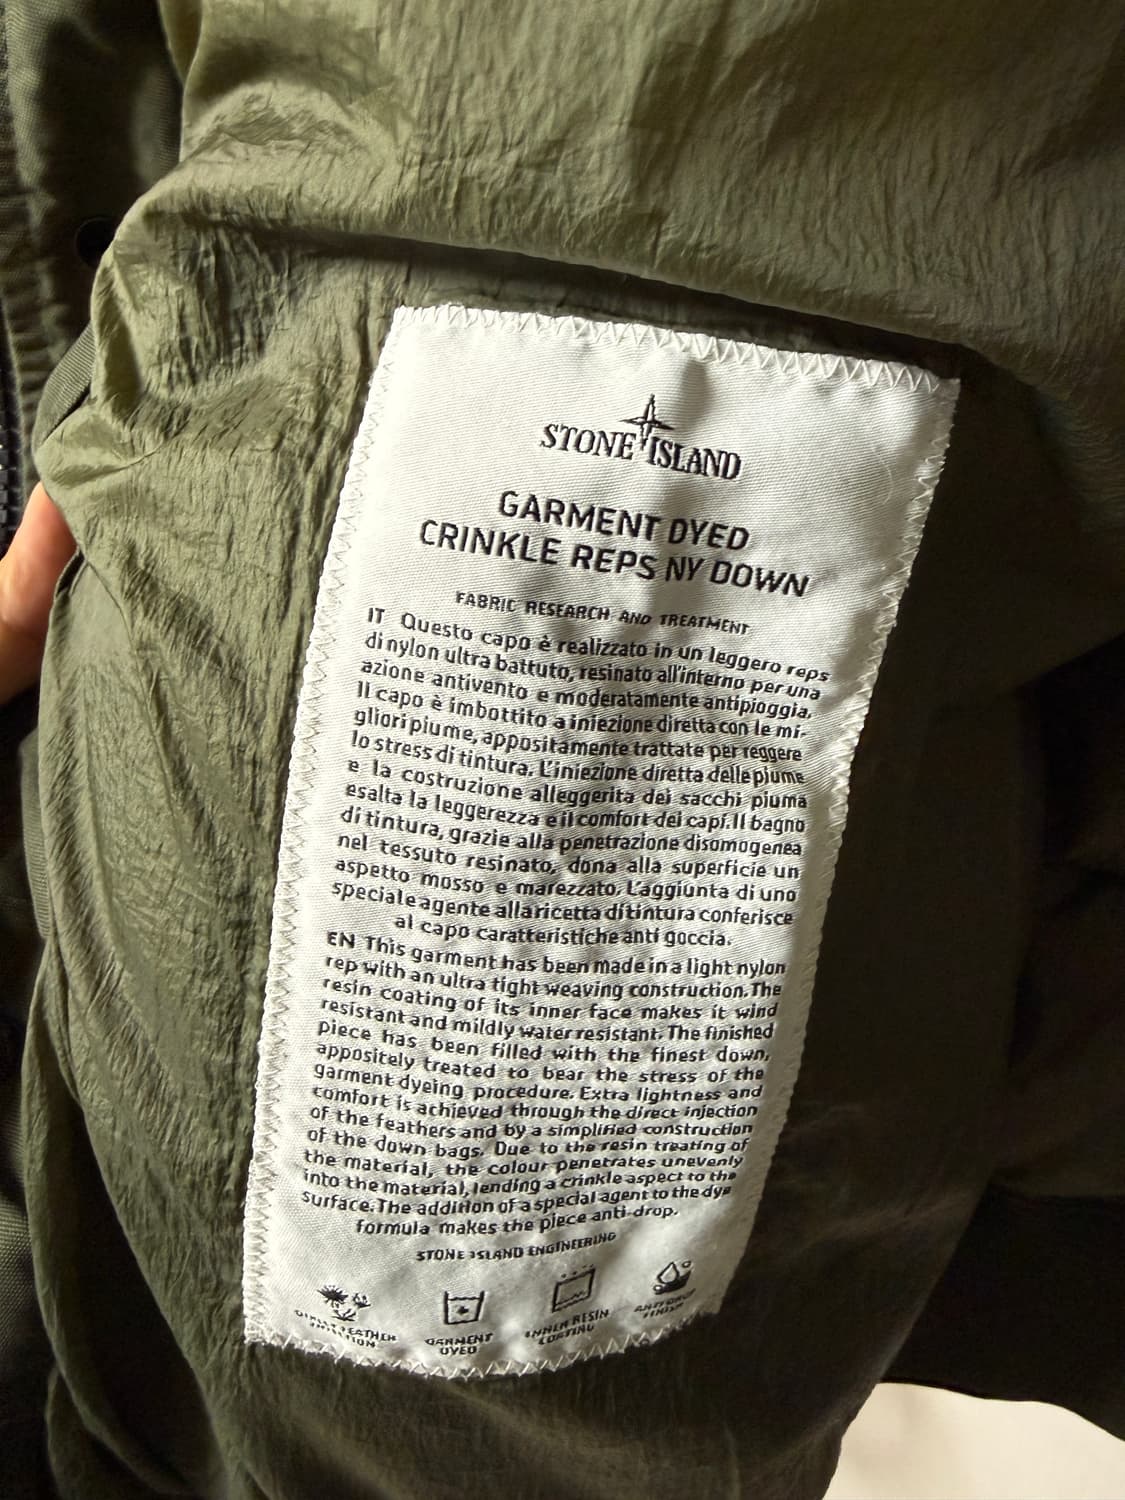 STONE ISLAND
GARMENT DYED
CRINKLE REPS NY DOWN
FABRIC RESEARCH AND TREATMENT
IT Questo capo è realizzato in un leggero reps
di nylon ultra battuto, resinato all'interno per una
azione antivento e moderatamente antipioggia.
Il capo è imbottito a iniezione diretta con le mi-
gliori piume, appositamente trattate per reggere
lo stress di tintura. L'iniezione diretta delle piume
e la costruzione alleggerita dei sacchi piuma
esalta la leggerezza e il comfort dei capi. Il bagno
di tintura, grazie alla penetrazione disomogenea
nel tessuto resinato, dona alla superficie un
aspetto mosso e marezzato. L'aggiunta di uno
speciale agente alla ricetta di tintura conferisce
al capo caratteristiche anti goccia.
EN This garment has been made in a light nylon
rep with an ultra tight weaving construction. The
resin coating of its inner face makes it wind
resistant and mildly water resistant. The finished
piece has been filled with the finest down,
appositely treated to bear the stress of the
garment dyeing procedure. Extra lightness and
comfort is achieved through the direct injection
of the feathers and by a simplified construction
of the down bags. Due to the resin treating of
the material, the colour penetrates unevenly
into the material, lending a crinkle aspect to the
surface. The addition of a special agent to the dye
formula makes the piece anti-drop.
STONE ISLAND ENGINEERING
DIRECT FEATHER
INJECTION
GARMENT
DYED
INNER RESIN
COATING
ANTI DROP
FINISH